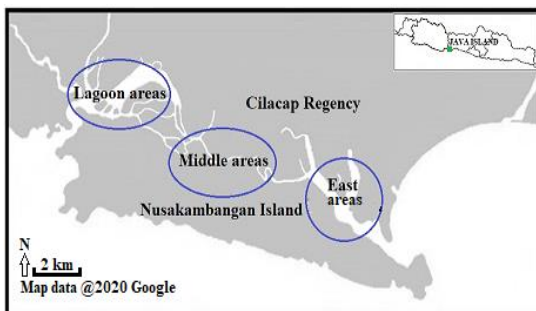 JAVA ISLAND
Lagoon areas
Cilacap Regency
Middle areas
East
areas
Nusakambangan Island
N
2 km
Map data @2020 Google